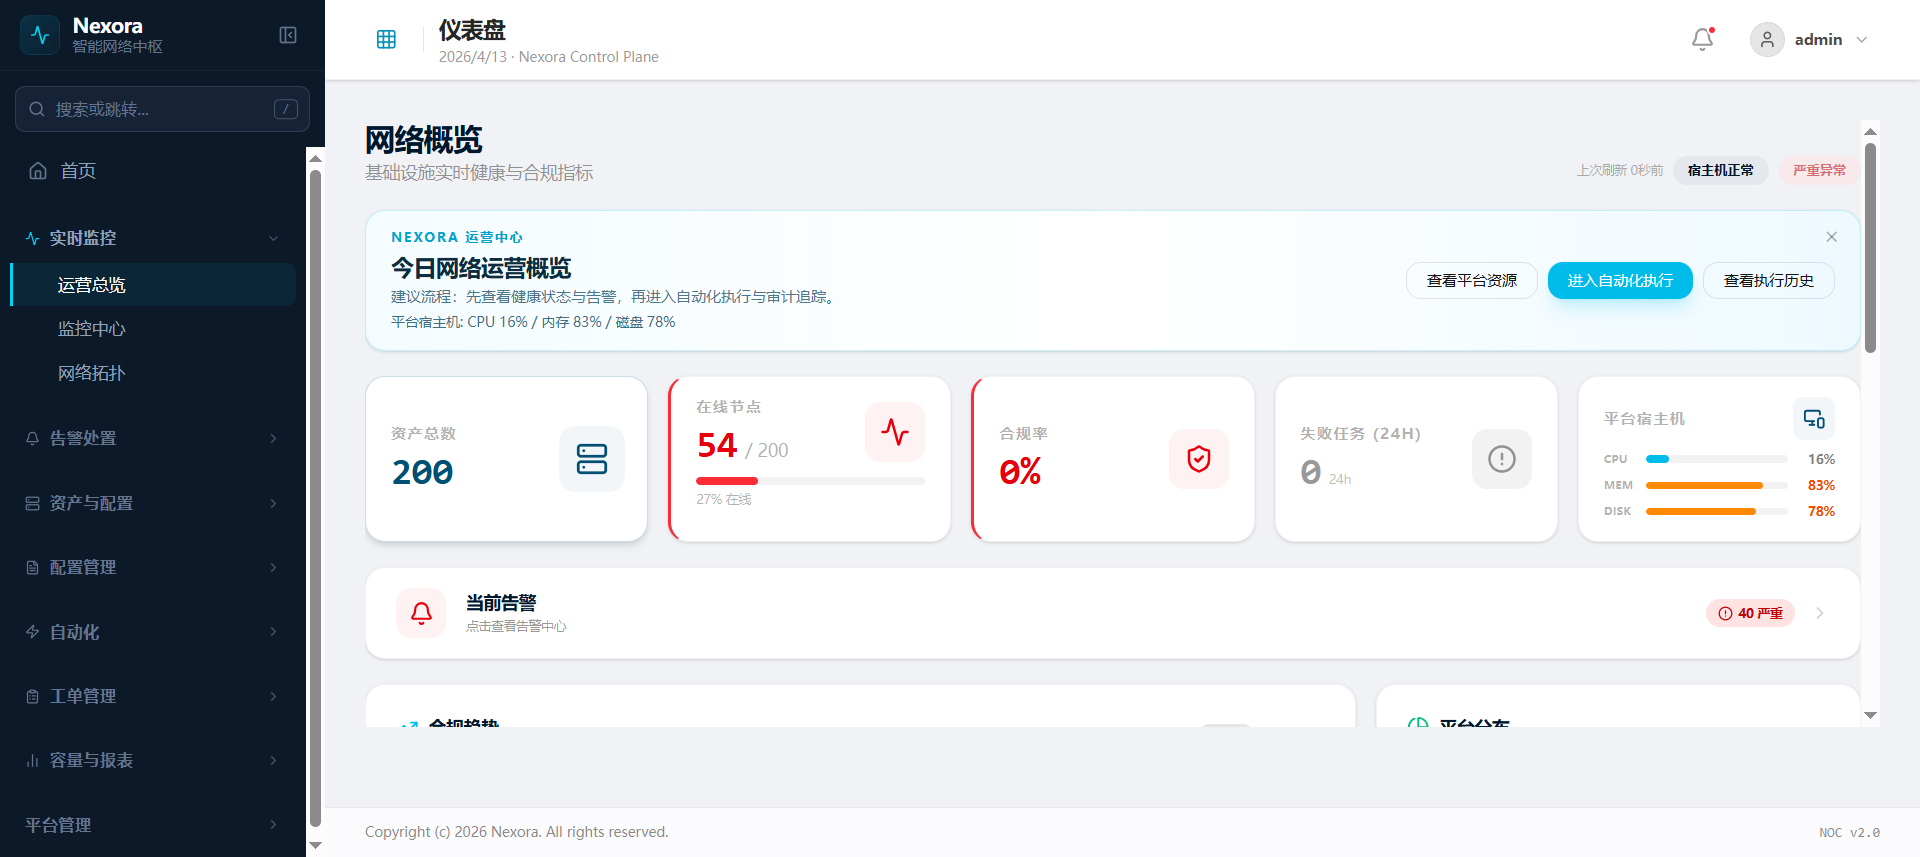 Nexora
智能网络中枢
搜索或跳转...
/
首页
实时监控
运营总览
监控中心
网络拓扑
告警处置
资产与配置
配置管理
自动化
工单管理
容量与报表
平台管理
仪表盘
2026/4/13 · Nexora Control Plane
admin
网络概览
基础设施实时健康与合规指标
上次刷新 0秒前
宿主机正常
严重异常
NEXORA 运营中心
今日网络运营概览
建议流程：先查看健康状态与告警，再进入自动化执行与审计追踪。
平台宿主机: CPU 16% / 内存 83% / 磁盘 78%
查看平台资源
进入自动化执行
查看执行历史
资产总数
200
在线节点
54 / 200
27% 在线
合规率
0%
失败任务 (24H)
0 24h
平台宿主机
CPU 16%
MEM 83%
DISK 78%
当前告警
点击查看告警中心
40 严重
合规趋势
平台分布
Copyright (c) 2026 Nexora. All rights reserved.
NOC v2.0